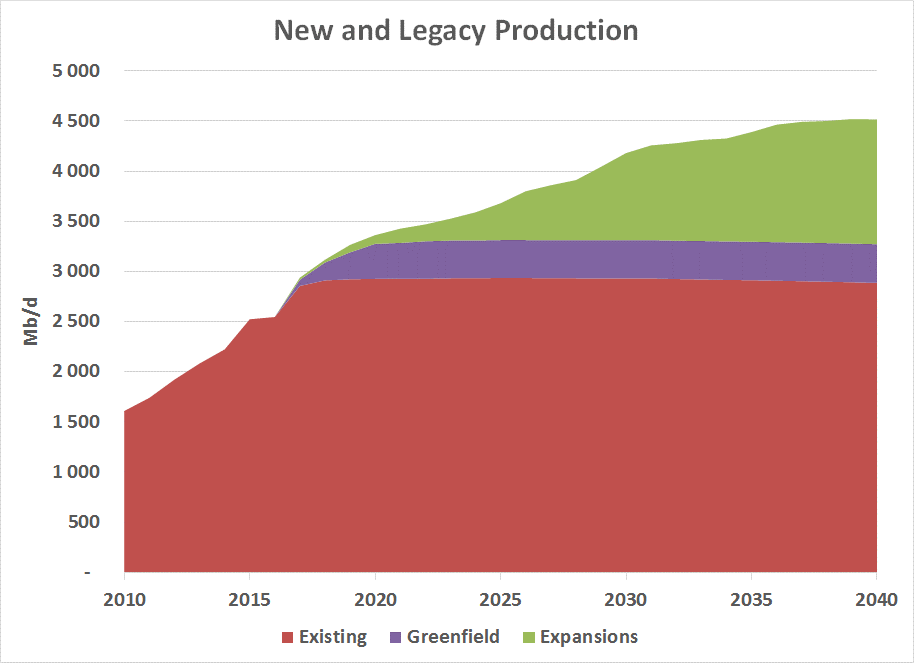 New and Legacy Production
5 000
4 500
4 000
3 500
3 000
2 500
2 000
1 500
1 000
500
-
Mb/d
2010 2015 2020 2025 2030 2035 2040
Existing Greenfield Expansions